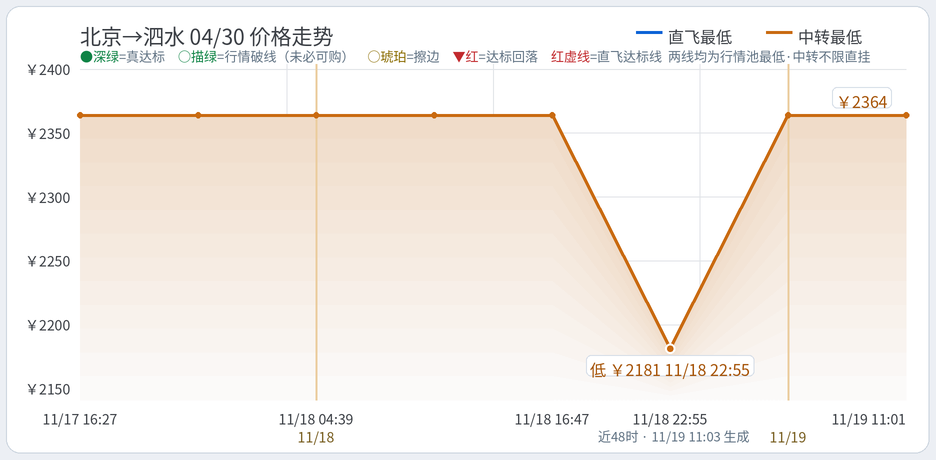 北京→泗水 04/30 价格走势
直飞最低 中转最低
●深绿=真达标 ○描绿=行情破线（未必可购） ○琥珀=擦边 ▼红=达标回落 红虚线=直飞达标线 两线均为行情池最低·中转不限直挂
￥2400
￥2364
￥2350
￥2300
￥2250
￥2200
低 ￥2181 11/18 22:55
￥2150
11/17 16:27 11/18 04:39 11/18 16:47 11/18 22:55 11/19 11:01
11/18 近48时 · 11/19 11:03 生成 11/19